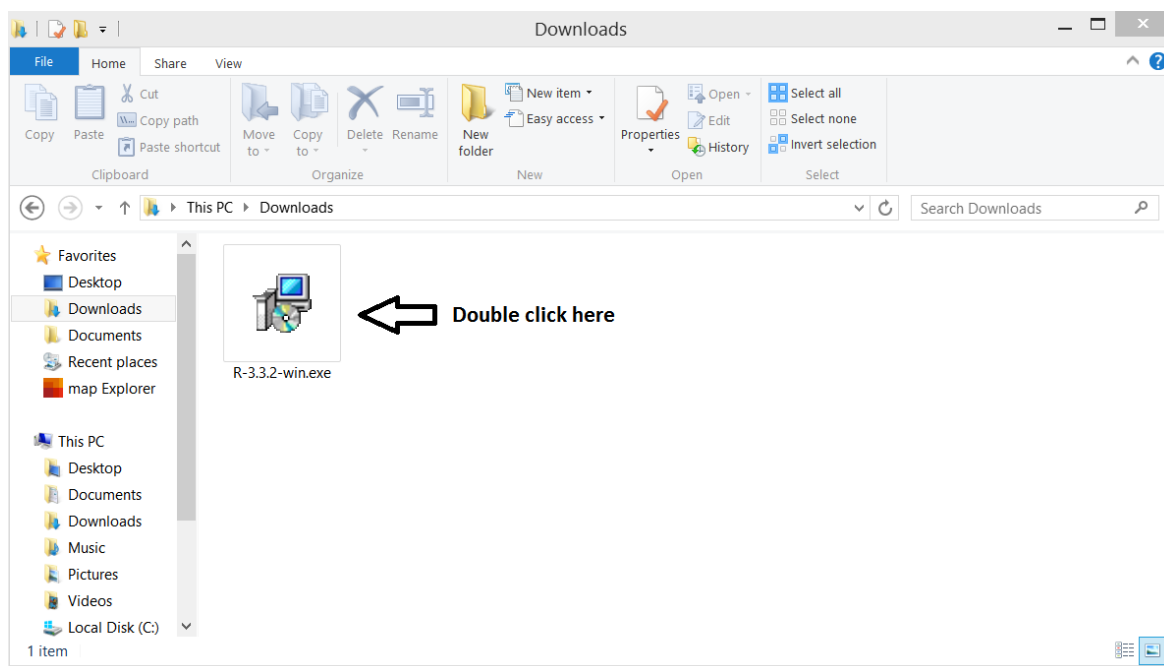 Downloads
File Home Share View
Copy
Paste
Cut
Copy path
Paste shortcut
Clipboard
Move to
Copy to
Delete
Rename
Organize
New folder
New item
Easy access
New
Properties
Open
Edit
History
Open
Select all
Select none
Invert selection
Select
This PC Downloads
Search Downloads
Favorites
Desktop
Downloads
Documents
Recent places
map Explorer
This PC
Desktop
Documents
Downloads
Music
Pictures
Videos
Local Disk (C:)
R-3.3.2-win.exe
Double click here
1 item